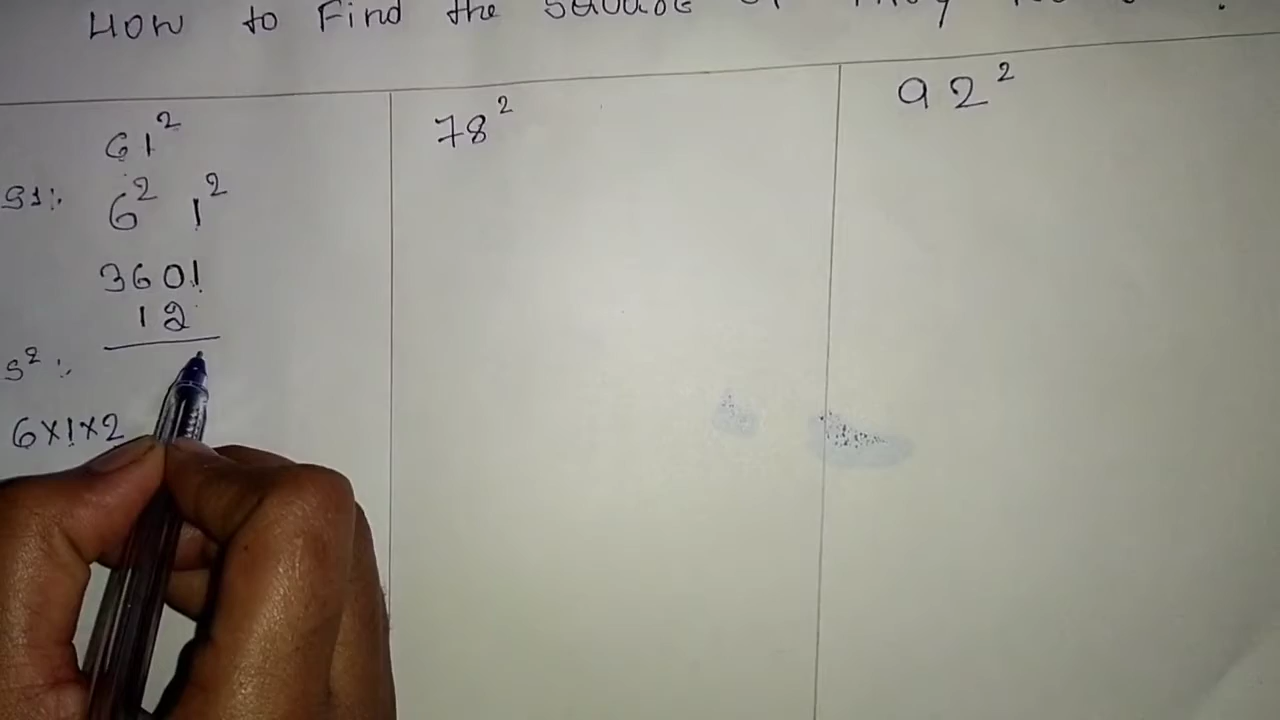 How to Find the
61²
S1:. 6² 1²
3601
12
S²:.
6×1×2
78²
92²